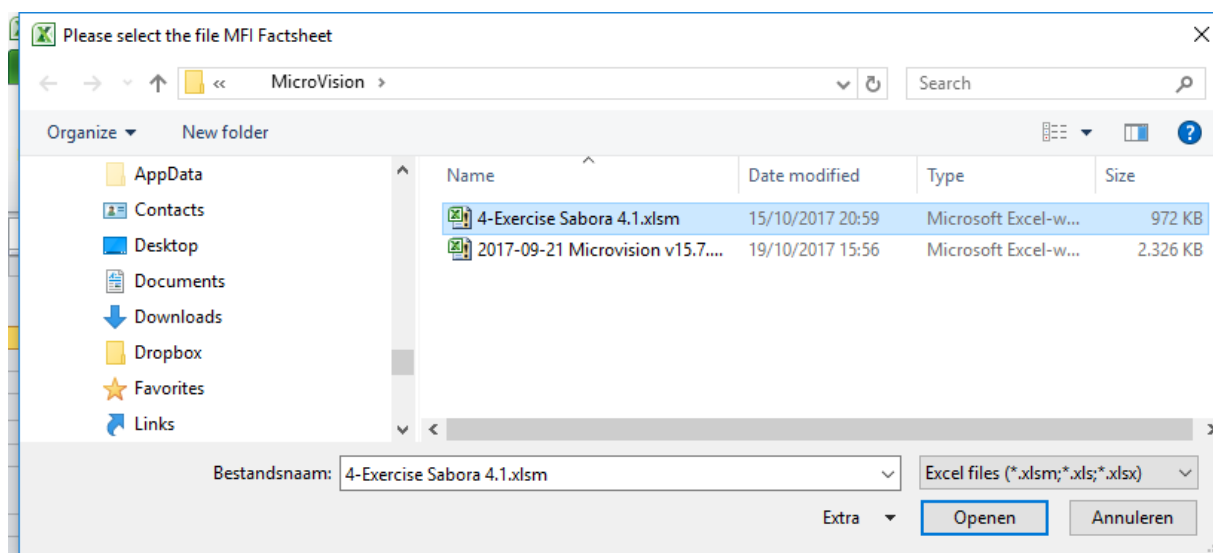 Please select the file MFI Factsheet
« MicroVision >
Search
Organize New folder
Name Date modified Type Size
AppData
Contacts
Desktop
Documents
Downloads
Dropbox
Favorites
Links
4-Exercise Sabora 4.1.xlsm 15/10/2017 20:59 Microsoft Excel-w... 972 KB
2017-09-21 Microvision v15.7.... 19/10/2017 15:56 Microsoft Excel-w... 2.326 KB
Bestandsnaam: 4-Exercise Sabora 4.1.xlsm Excel files (*.xlsm;*.xls;*.xlsx)
Extra Openen Annuleren